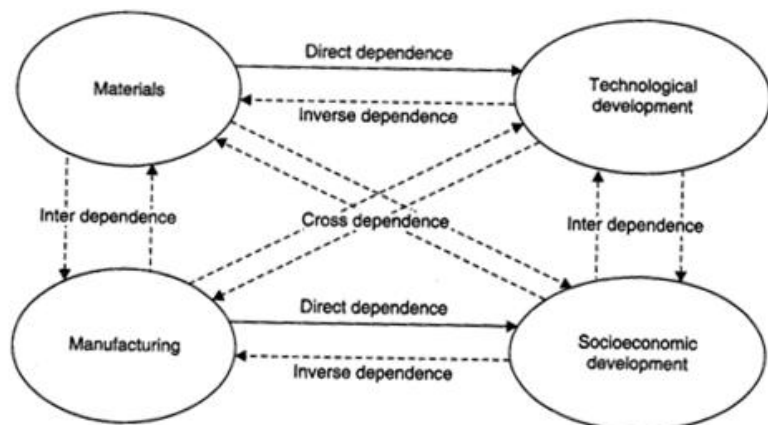 Direct dependence
Materials
Technological
development
Inverse dependence
Inter dependence
Cross dependence
Inter dependence
Direct dependence
Manufacturing
Socioeconomic
development
Inverse dependence